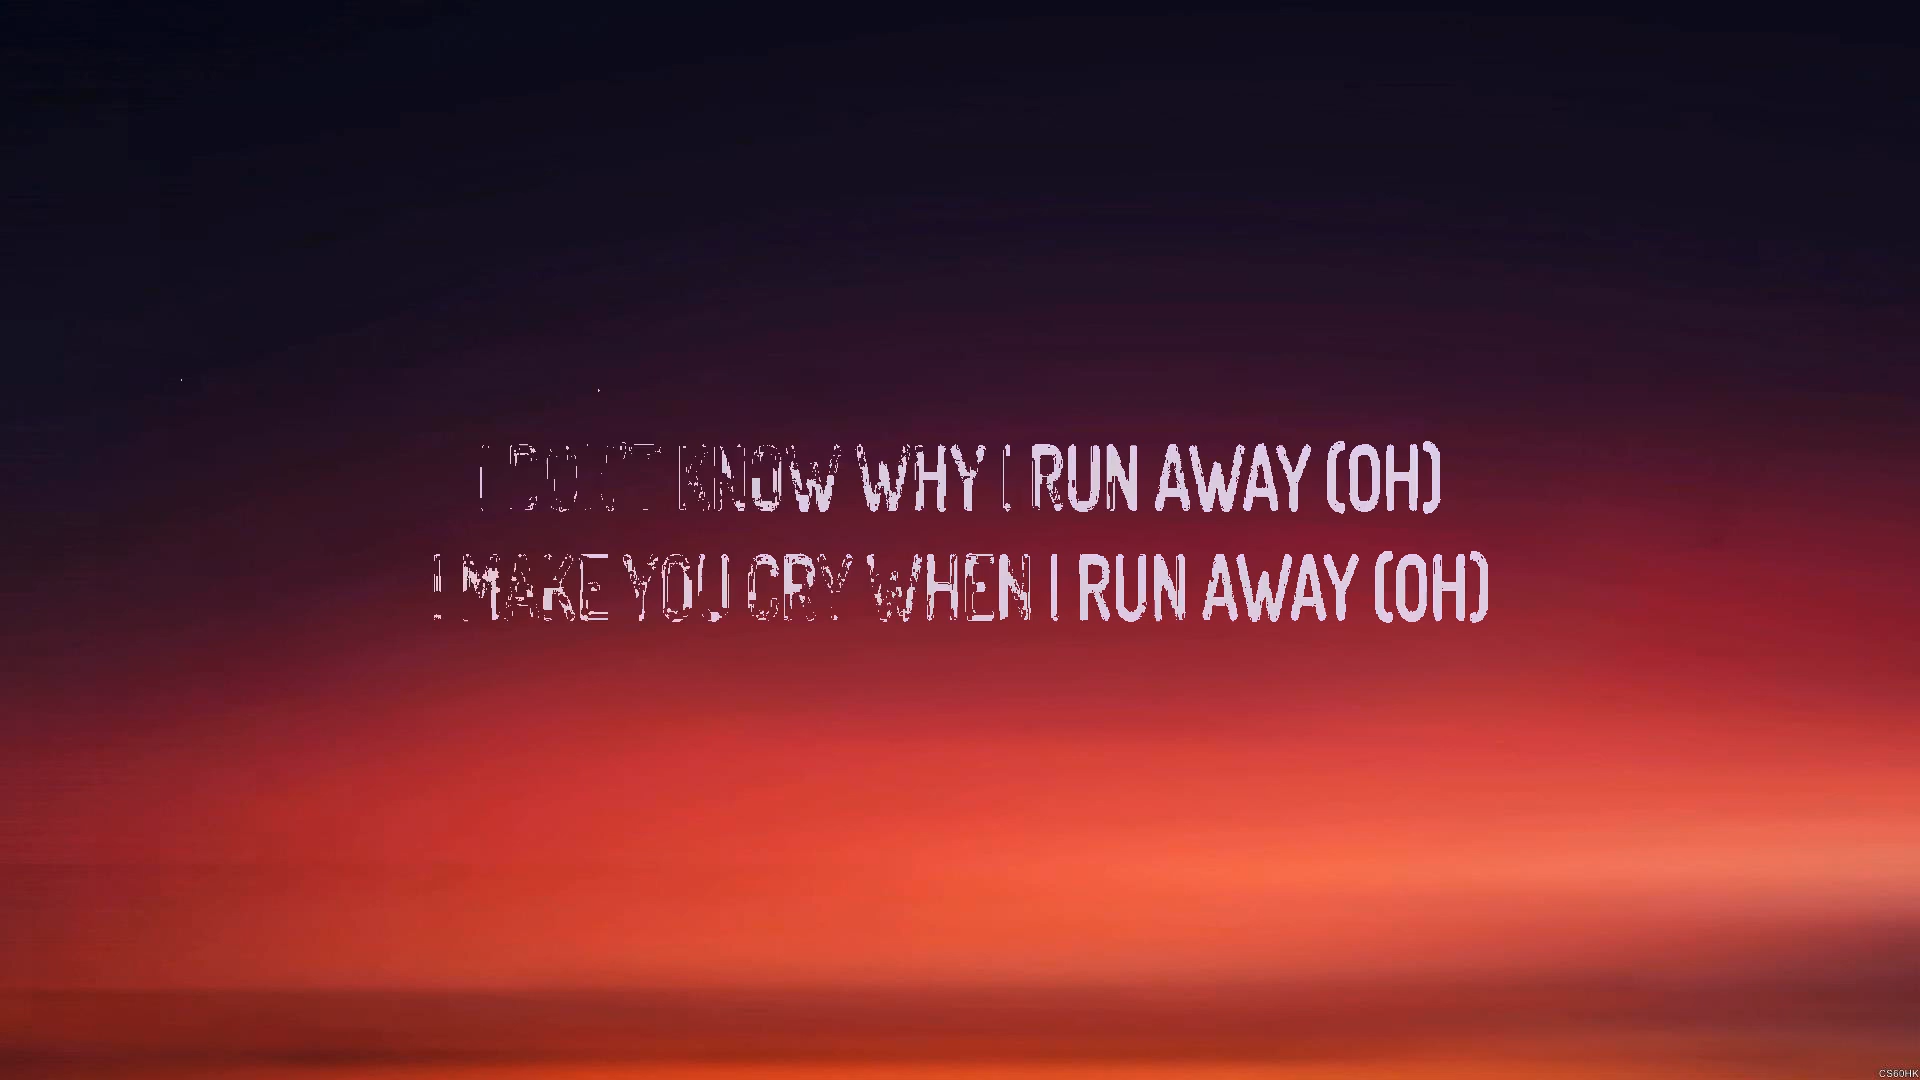 I DON'T KNOW WHY I RUN AWAY (OH)
I MAKE YOU CRY WHEN I RUN AWAY (OH)
CS60HK